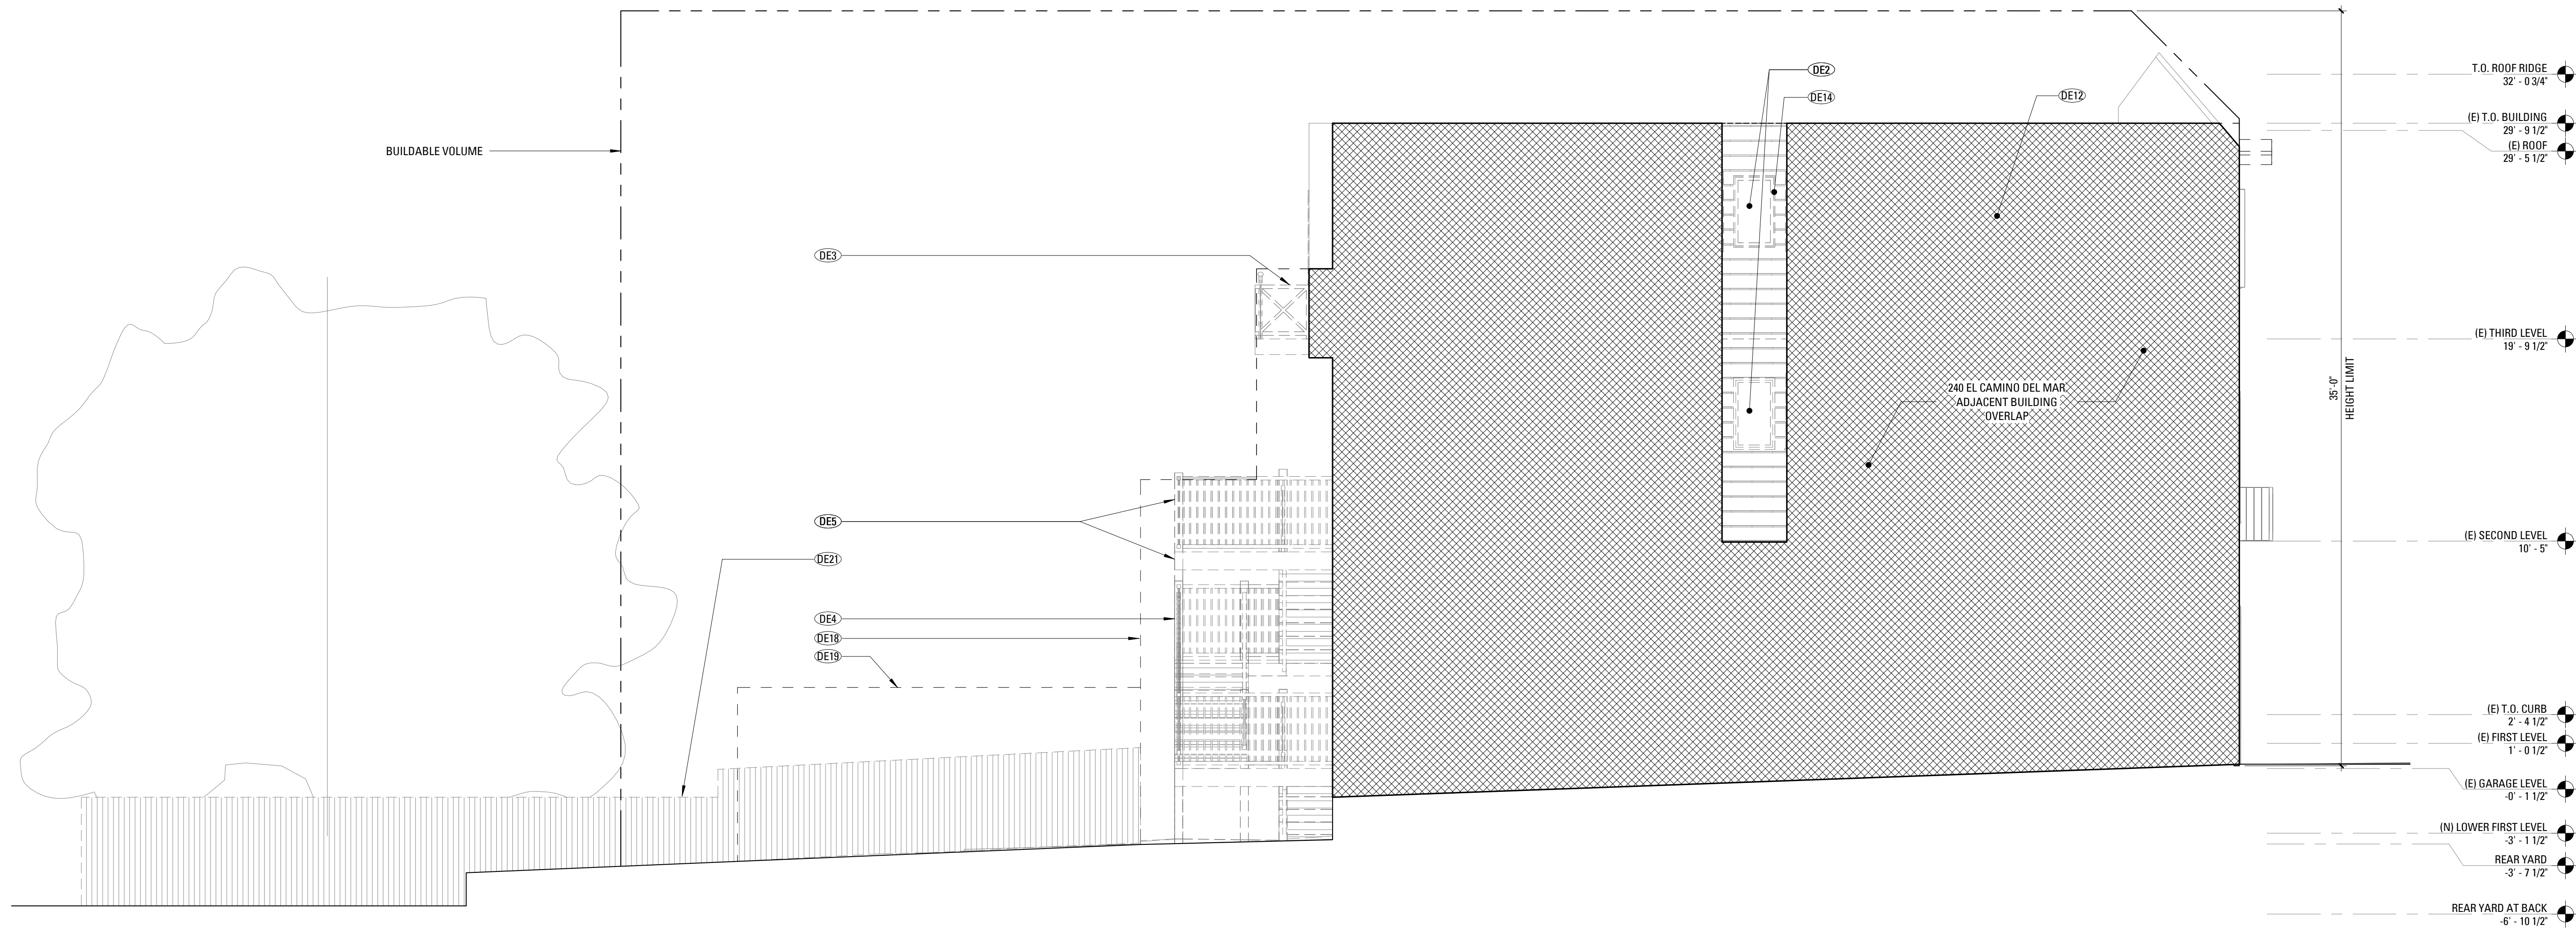 BUILDABLE VOLUME
DE2
DE14
DE12
DE3
DE5
DE21
DE4
DE18
DE19
240 EL CAMINO DEL MAR
ADJACENT BUILDING
OVERLAP
35'-0"
HEIGHT LIMIT
T.O. ROOF RIDGE
32' - 0 3/4"
(E) T.O. BUILDING
29' - 9 1/2"
(E) ROOF
29' - 5 1/2"
(E) THIRD LEVEL
19' - 9 1/2"
(E) SECOND LEVEL
10' - 5"
(E) T.O. CURB
2' - 4 1/2"
(E) FIRST LEVEL
1' - 0 1/2"
(E) GARAGE LEVEL
-0' - 1 1/2"
(N) LOWER FIRST LEVEL
-3' - 1 1/2"
REAR YARD
-3' - 7 1/2"
REAR YARD AT BACK
-6' - 10 1/2"